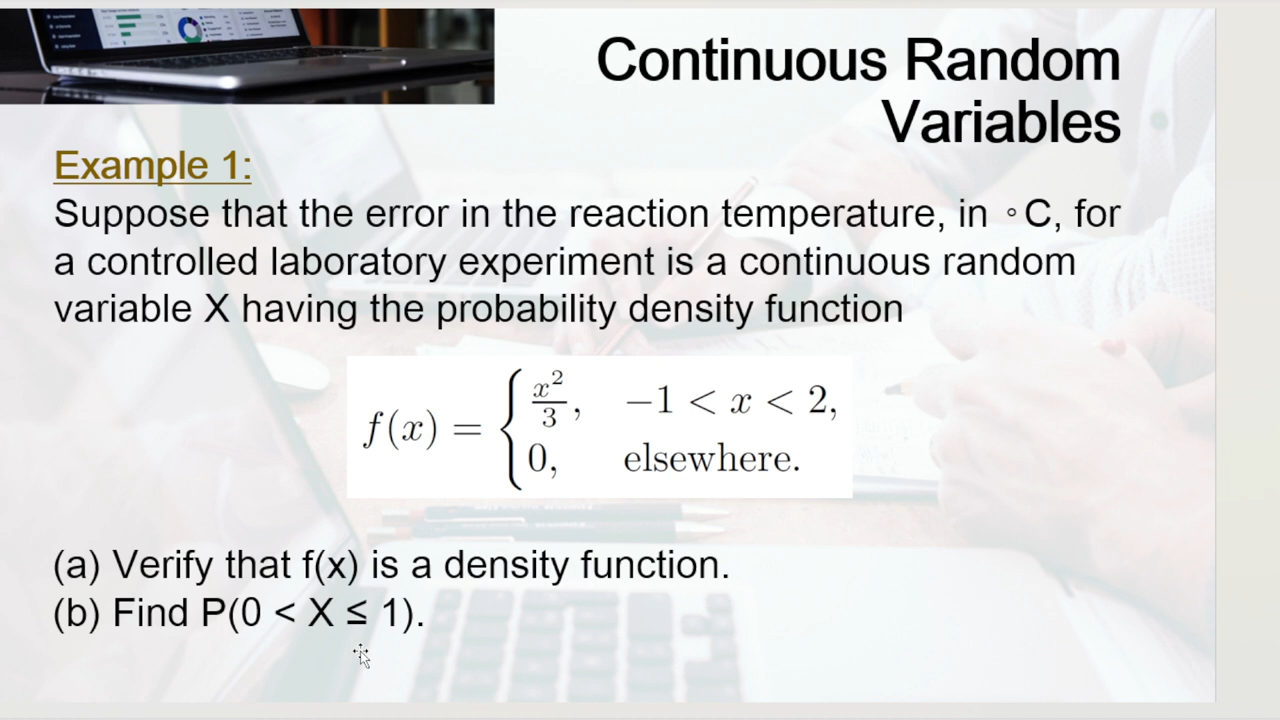 Continuous Random
Variables
Example 1:
Suppose that the error in the reaction temperature, in ∘C, for
a controlled laboratory experiment is a continuous random
variable X having the probability density function
f(x) = { x²/3, −1 < x < 2,
0, elsewhere.
(a) Verify that f(x) is a density function.
(b) Find P(0 < X ≤ 1).